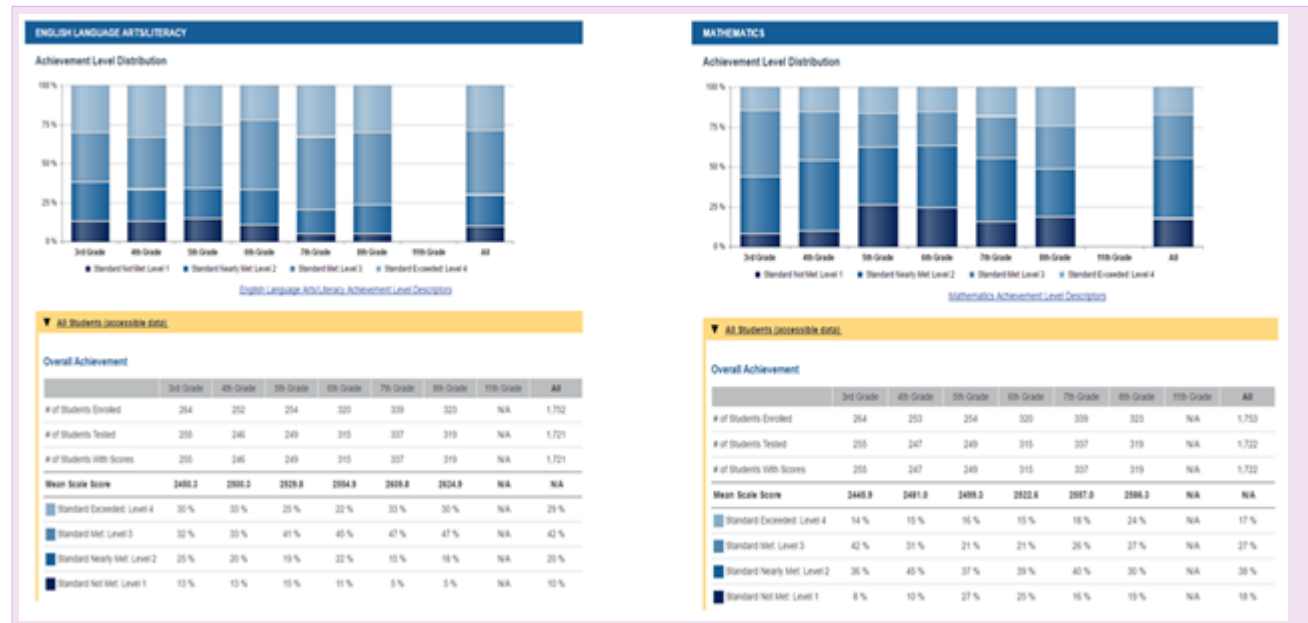 ENGLISH LANGUAGE ARTS/LITERACY
Achievement Level Distribution
100 %
75 %
50 %
25 %
0 %
3rd Grade 4th Grade 5th Grade 6th Grade 7th Grade 8th Grade 11th Grade All
Standard Not Met: Level 1 Standard Nearly Met: Level 2 Standard Met: Level 3 Standard Exceeded: Level 4
English Language Arts/Literacy Achievement Level Descriptors
▼ All Students (accessible data)
Overall Achievement
3rd Grade 4th Grade 5th Grade 6th Grade 7th Grade 8th Grade 11th Grade All
# of Students Enrolled 264 252 254 320 339 323 N/A 1,752
# of Students Tested 255 246 249 315 337 319 N/A 1,721
# of Students With Scores 255 246 249 315 337 319 N/A 1,721
Mean Scale Score 2450.3 2500.3 2529.8 2554.9 2609.8 2624.9 N/A N/A
Standard Exceeded: Level 4 30 % 33 % 25 % 22 % 33 % 30 % N/A 29 %
Standard Met: Level 3 32 % 33 % 41 % 45 % 47 % 47 % N/A 42 %
Standard Nearly Met: Level 2 25 % 20 % 19 % 22 % 15 % 18 % N/A 20 %
Standard Not Met: Level 1 13 % 13 % 15 % 11 % 5 % 5 % N/A 10 %
MATHEMATICS
Achievement Level Distribution
100 %
75 %
50 %
25 %
0 %
3rd Grade 4th Grade 5th Grade 6th Grade 7th Grade 8th Grade 11th Grade All
Standard Not Met: Level 1 Standard Nearly Met: Level 2 Standard Met: Level 3 Standard Exceeded: Level 4
Mathematics Achievement Level Descriptors
▼ All Students (accessible data)
Overall Achievement
3rd Grade 4th Grade 5th Grade 6th Grade 7th Grade 8th Grade 11th Grade All
# of Students Enrolled 264 253 254 320 339 323 N/A 1,753
# of Students Tested 255 247 249 315 337 319 N/A 1,722
# of Students With Scores 255 247 249 315 337 319 N/A 1,722
Mean Scale Score 2445.9 2481.0 2499.3 2522.6 2557.0 2586.3 N/A N/A
Standard Exceeded: Level 4 14 % 15 % 16 % 15 % 18 % 24 % N/A 17 %
Standard Met: Level 3 42 % 31 % 21 % 21 % 26 % 27 % N/A 27 %
Standard Nearly Met: Level 2 36 % 45 % 37 % 39 % 40 % 30 % N/A 38 %
Standard Not Met: Level 1 8 % 10 % 27 % 25 % 16 % 19 % N/A 18 %